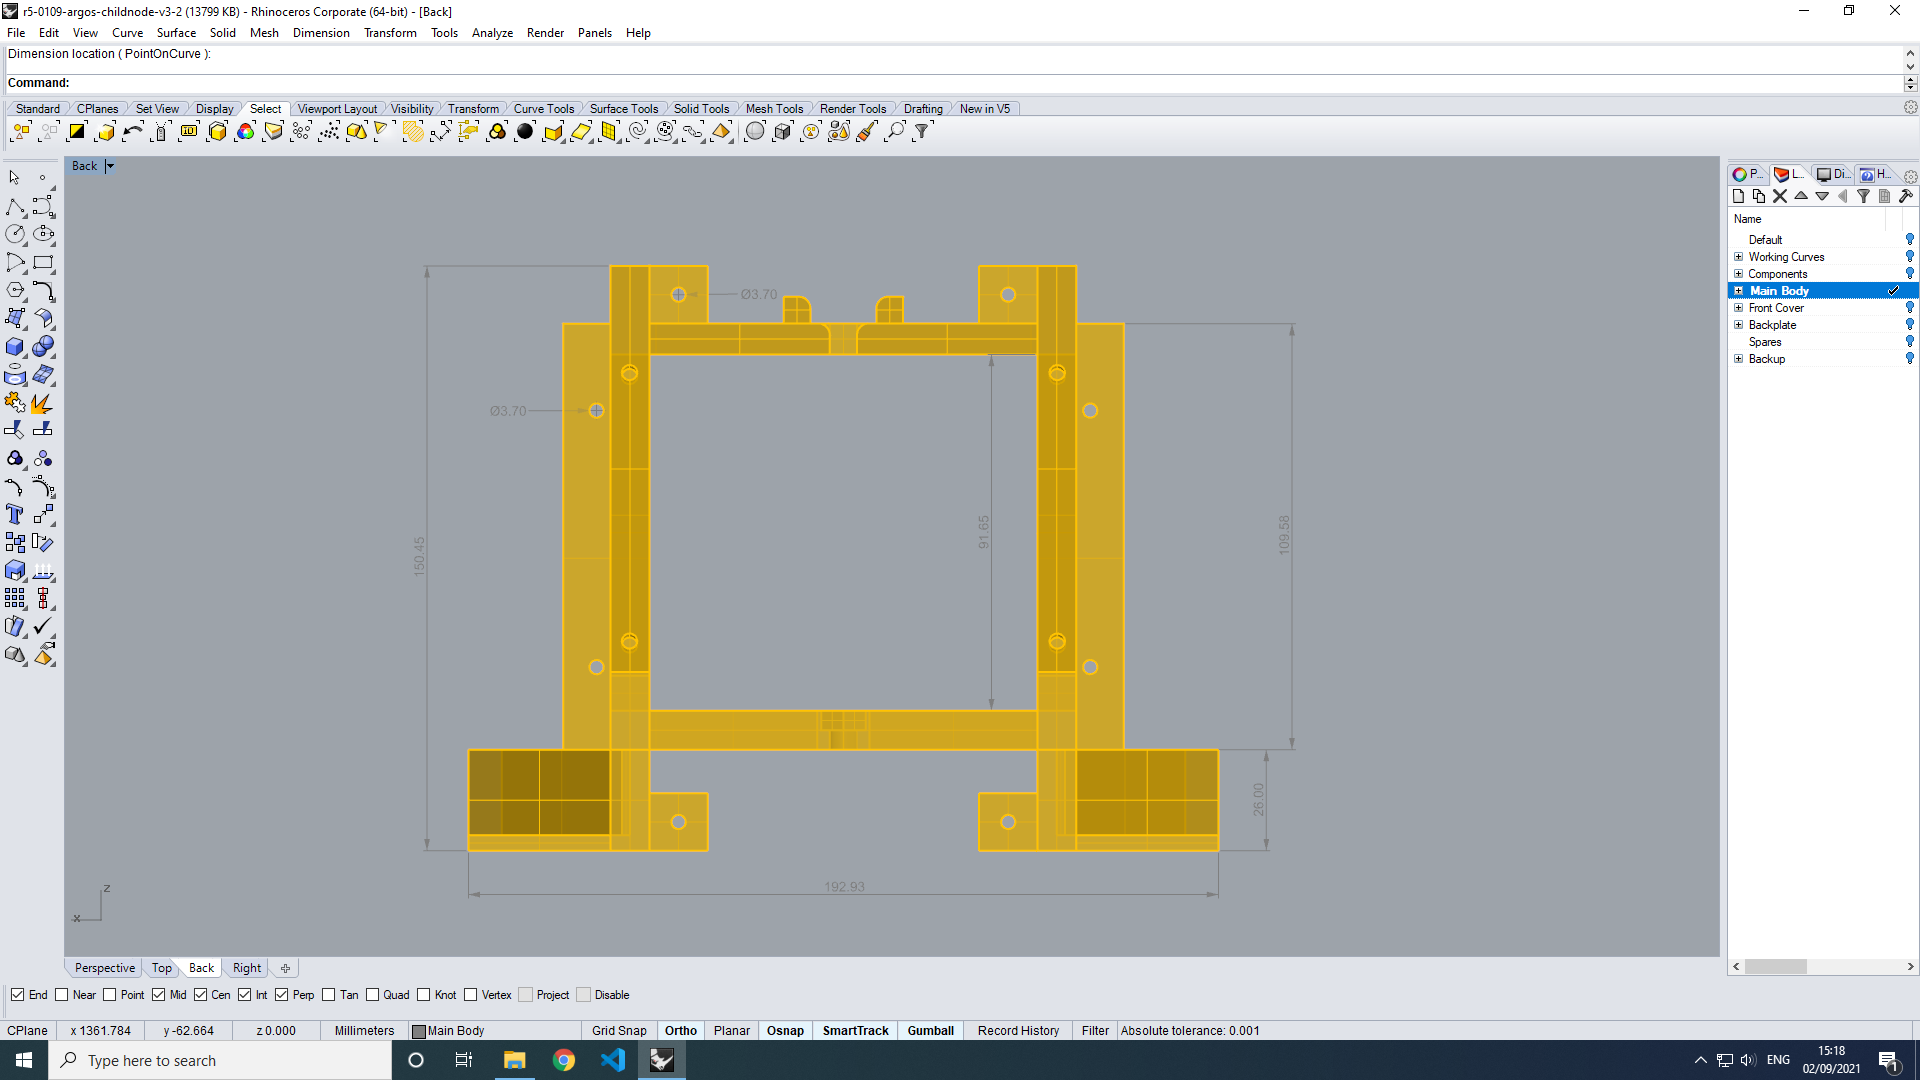 r5-0109-argos-childnode-v3-2 (13799 KB) - Rhinoceros Corporate (64-bit) - [Back]
File Edit View Curve Surface Solid Mesh Dimension Transform Tools Analyze Render Panels Help
Dimension location ( PointOnCurve ):
Command:
Standard CPlanes Set View Display Select Viewport Layout Visibility Transform Curve Tools Surface Tools Solid Tools Mesh Tools Render Tools Drafting New in V5
ID
Back
P... L... Di... H...
Name
Default
Working Curves
Components
Main Body
Front Cover
Backplate
Spares
Backup
Ø3.70
Ø3.70
150.45
91.65
109.58
26.00
192.93
z
x
Perspective Top Back Right
End Near Point Mid Cen Int Perp Tan Quad Knot Vertex Project Disable
CPlane x 1361.784 y -62.664 z 0.000 Millimeters Main Body Grid Snap Ortho Planar Osnap SmartTrack Gumball Record History Filter Absolute tolerance: 0.001
Type here to search
ENG
15:18
02/09/2021
1